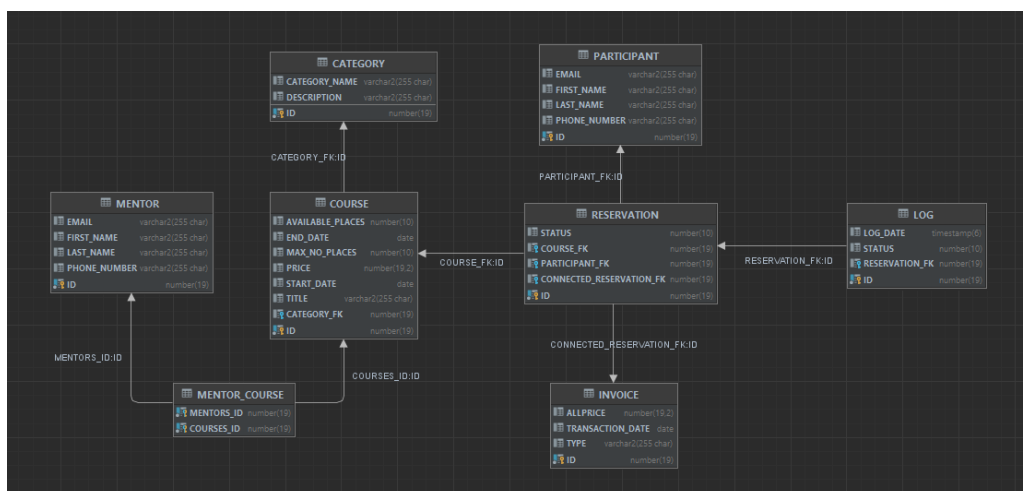 CATEGORY
CATEGORY_NAME varchar2(255 char)
DESCRIPTION varchar2(255 char)
ID number(19)
PARTICIPANT
EMAIL varchar2(255 char)
FIRST_NAME varchar2(255 char)
LAST_NAME varchar2(255 char)
PHONE_NUMBER varchar2(255 char)
ID number(19)
CATEGORY_FK:ID
PARTICIPANT_FK:ID
MENTOR
EMAIL varchar2(255 char)
FIRST_NAME varchar2(255 char)
LAST_NAME varchar2(255 char)
PHONE_NUMBER varchar2(255 char)
ID number(19)
COURSE
AVAILABLE_PLACES number(10)
END_DATE date
MAX_NO_PLACES number(10)
PRICE number(19,2)
START_DATE date
TITLE varchar2(255 char)
CATEGORY_FK number(19)
ID number(19)
COURSE_FK:ID
RESERVATION
STATUS number(10)
COURSE_FK number(19)
PARTICIPANT_FK number(19)
CONNECTED_RESERVATION_FK number(19)
ID number(19)
RESERVATION_FK:ID
LOG
LOG_DATE timestamp(6)
STATUS number(10)
RESERVATION_FK number(19)
ID number(19)
MENTORS_ID:ID
COURSES_ID:ID
CONNECTED_RESERVATION_FK:ID
MENTOR_COURSE
MENTORS_ID number(19)
COURSES_ID number(19)
INVOICE
ALLPRICE number(19,2)
TRANSACTION_DATE date
TYPE varchar2(255 char)
ID number(19)